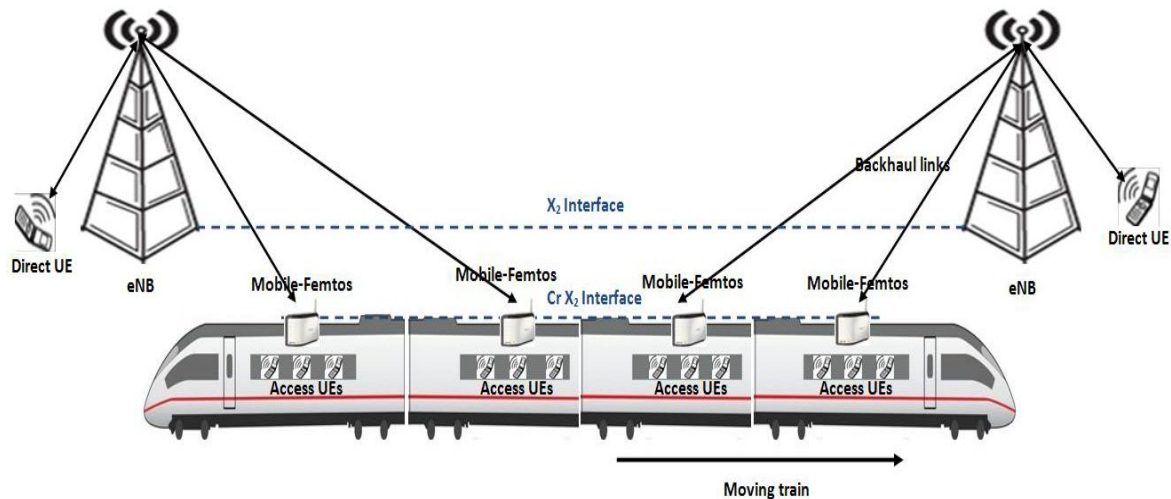 Backhaul links
X₂ Interface
Direct UE
Direct UE
eNB
eNB
Mobile-Femtos
Mobile-Femtos
Mobile-Femtos
Mobile-Femtos
Cr X₂ Interface
Access UEs
Access UEs
Access UEs
Access UEs
Moving train